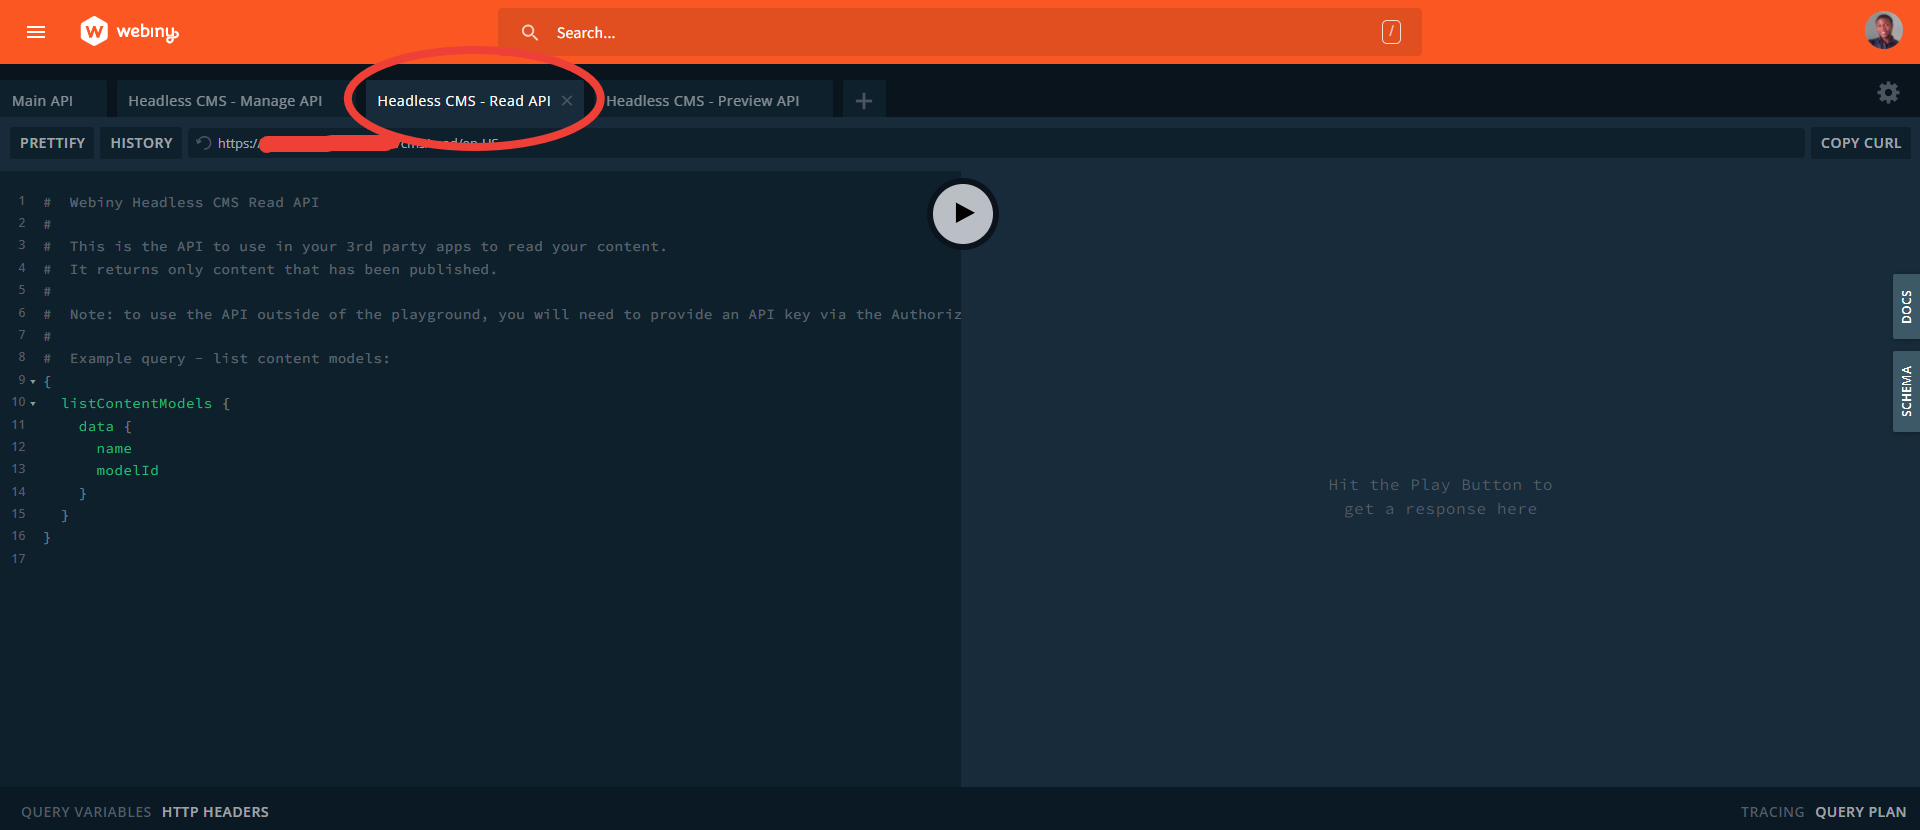 webiny
Search...
/
Main API
Headless CMS - Manage API
Headless CMS - Read API
Headless CMS - Preview API
PRETTIFY
HISTORY
https:/
COPY CURL
1 # Webiny Headless CMS Read API
2 #
3 # This is the API to use in your 3rd party apps to read your content.
4 # It returns only content that has been published.
5 #
6 # Note: to use the API outside of the playground, you will need to provide an API key via the Authoriz
7 #
8 # Example query - list content models:
9 {
10 listContentModels {
11 data {
12 name
13 modelId
14 }
15 }
16 }
17
Hit the Play Button to
get a response here
DOCS
SCHEMA
QUERY VARIABLES
HTTP HEADERS
TRACING
QUERY PLAN